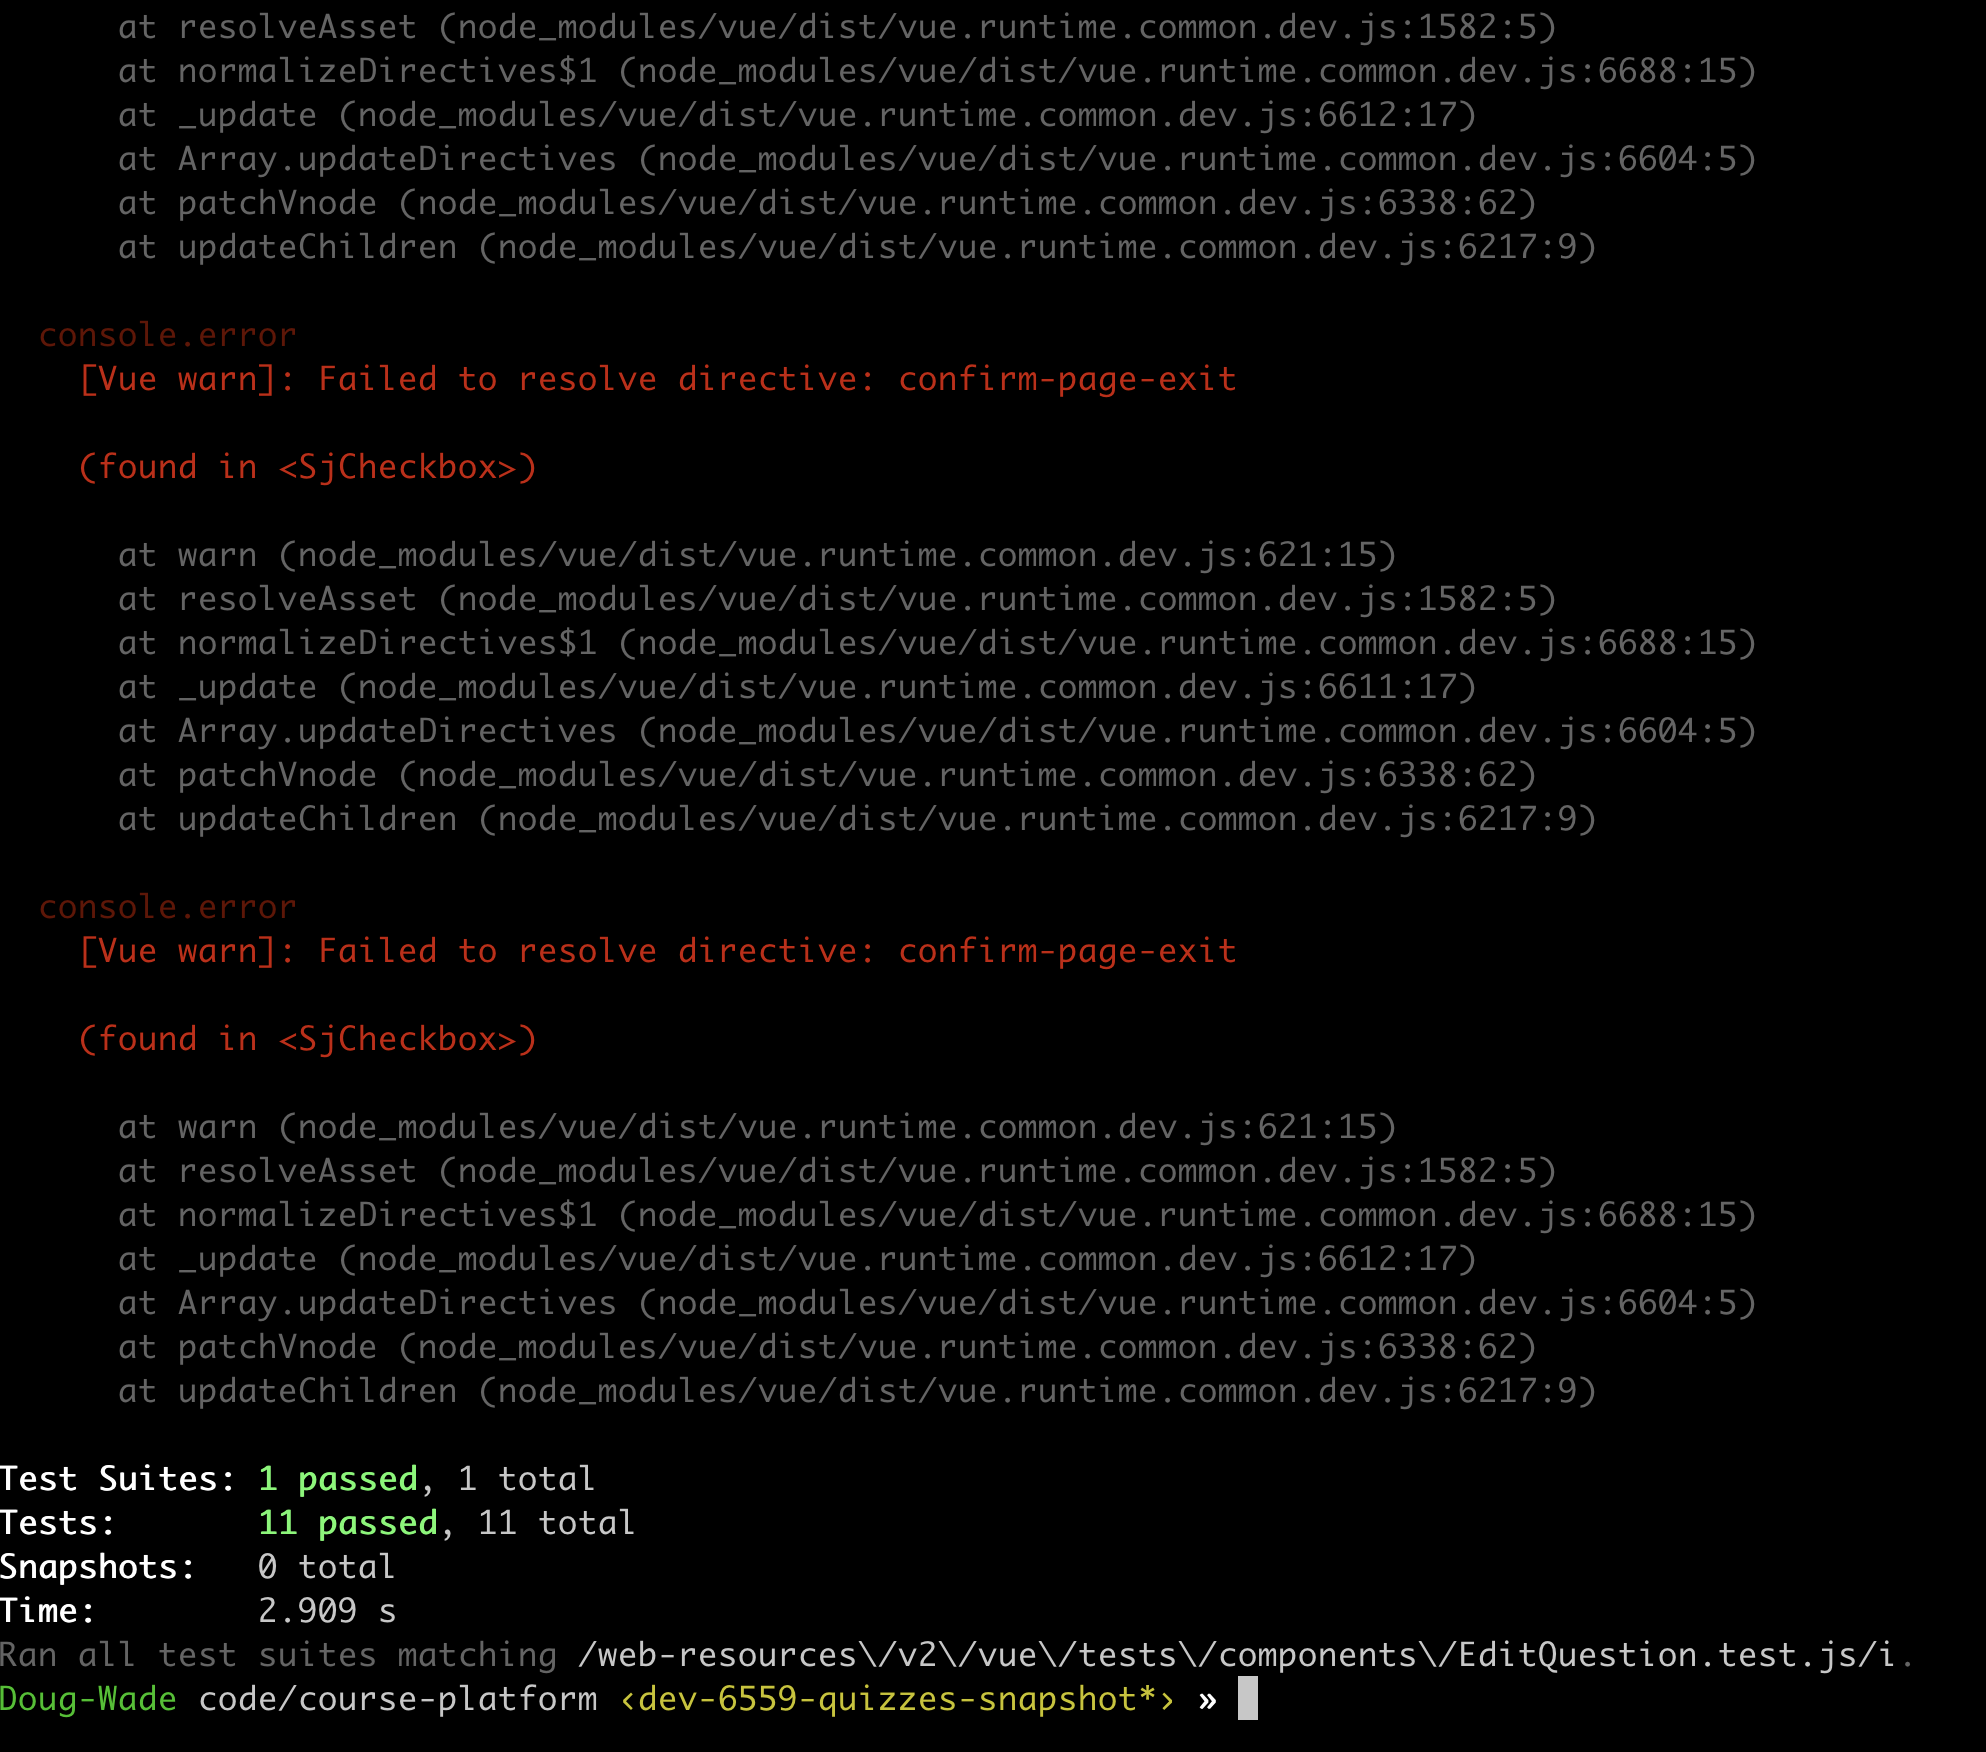 at resolveAsset (node_modules/vue/dist/vue.runtime.common.dev.js:1582:5)
at normalizeDirectives$1 (node_modules/vue/dist/vue.runtime.common.dev.js:6688:15)
at _update (node_modules/vue/dist/vue.runtime.common.dev.js:6612:17)
at Array.updateDirectives (node_modules/vue/dist/vue.runtime.common.dev.js:6604:5)
at patchVnode (node_modules/vue/dist/vue.runtime.common.dev.js:6338:62)
at updateChildren (node_modules/vue/dist/vue.runtime.common.dev.js:6217:9)
console.error
[Vue warn]: Failed to resolve directive: confirm-page-exit
(found in <SjCheckbox>)
at warn (node_modules/vue/dist/vue.runtime.common.dev.js:621:15)
at resolveAsset (node_modules/vue/dist/vue.runtime.common.dev.js:1582:5)
at normalizeDirectives$1 (node_modules/vue/dist/vue.runtime.common.dev.js:6688:15)
at _update (node_modules/vue/dist/vue.runtime.common.dev.js:6611:17)
at Array.updateDirectives (node_modules/vue/dist/vue.runtime.common.dev.js:6604:5)
at patchVnode (node_modules/vue/dist/vue.runtime.common.dev.js:6338:62)
at updateChildren (node_modules/vue/dist/vue.runtime.common.dev.js:6217:9)
console.error
[Vue warn]: Failed to resolve directive: confirm-page-exit
(found in <SjCheckbox>)
at warn (node_modules/vue/dist/vue.runtime.common.dev.js:621:15)
at resolveAsset (node_modules/vue/dist/vue.runtime.common.dev.js:1582:5)
at normalizeDirectives$1 (node_modules/vue/dist/vue.runtime.common.dev.js:6688:15)
at _update (node_modules/vue/dist/vue.runtime.common.dev.js:6612:17)
at Array.updateDirectives (node_modules/vue/dist/vue.runtime.common.dev.js:6604:5)
at patchVnode (node_modules/vue/dist/vue.runtime.common.dev.js:6338:62)
at updateChildren (node_modules/vue/dist/vue.runtime.common.dev.js:6217:9)
Test Suites: 1 passed, 1 total
Tests: 11 passed, 11 total
Snapshots: 0 total
Time: 2.909 s
Ran all test suites matching /web-resources\/v2\/vue\/tests\/components\/EditQuestion.test.js/i.
Doug-Wade code/course-platform ‹dev-6559-quizzes-snapshot*› »